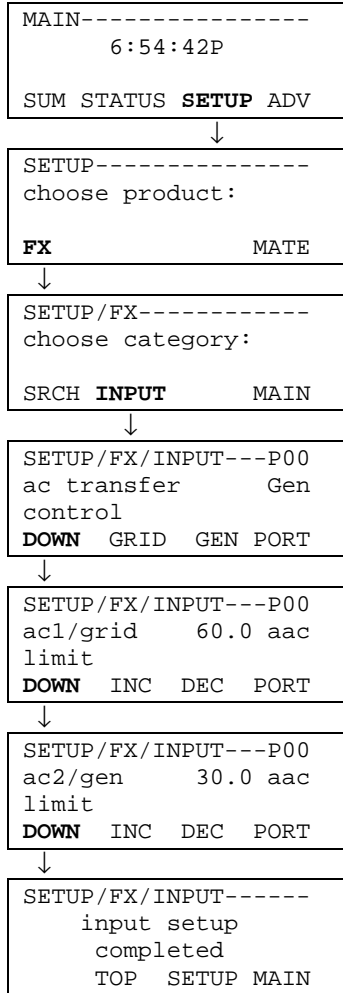 MAIN----------------
6:54:42P
SUM STATUS SETUP ADV
↓
SETUP---------------
choose product:
FX MATE
↓
SETUP/FX------------
choose category:
SRCH INPUT MAIN
↓
SETUP/FX/INPUT---P00
ac transfer Gen
control
DOWN GRID GEN PORT
↓
SETUP/FX/INPUT---P00
ac1/grid 60.0 aac
limit
DOWN INC DEC PORT
↓
SETUP/FX/INPUT---P00
ac2/gen 30.0 aac
limit
DOWN INC DEC PORT
↓
SETUP/FX/INPUT------
input setup
completed
TOP SETUP MAIN